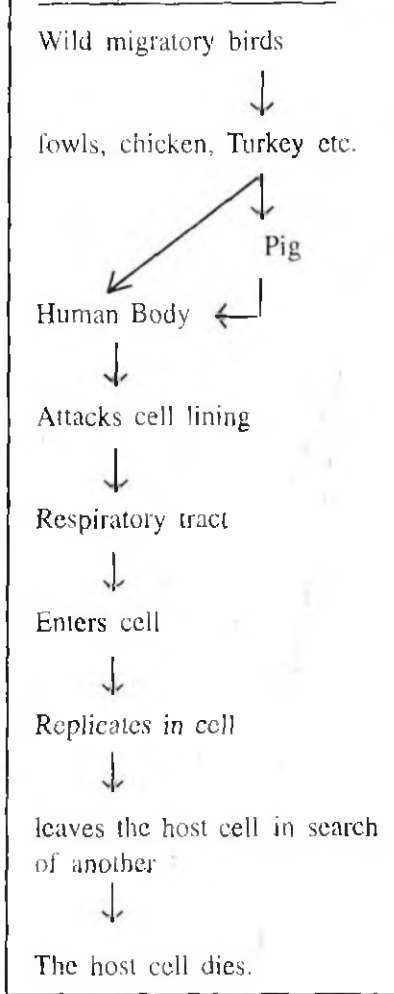 Wild migratory birds
fowls, chicken, Turkey etc.
Pig
Human Body
Attacks cell lining
Respiratory tract
Enters cell
Replicates in cell
leaves the host cell in search
of another
The host cell dies.